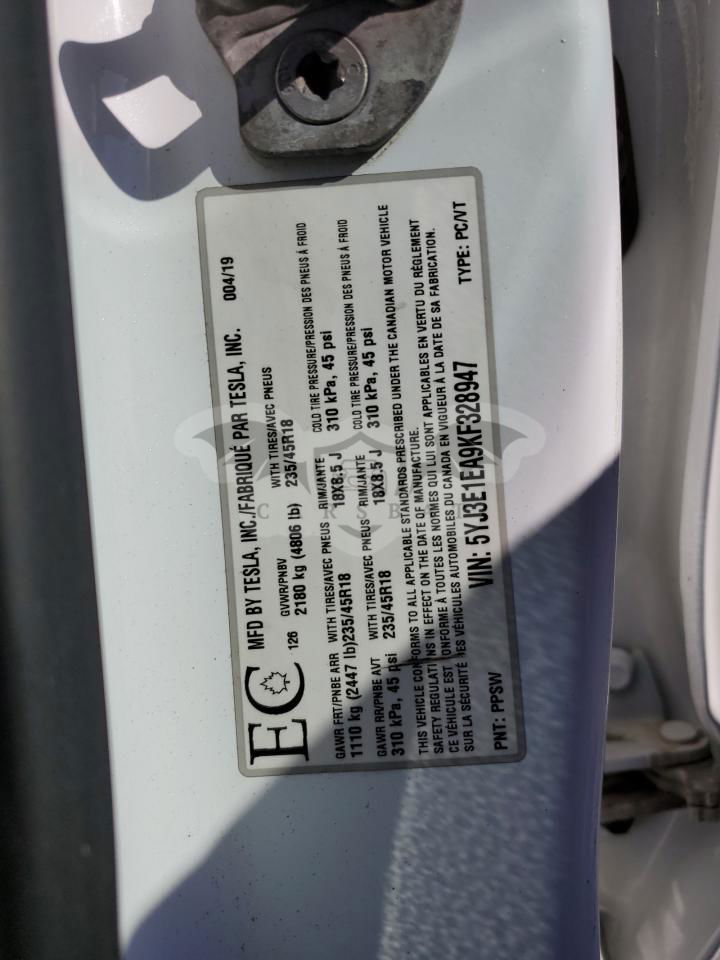 EC
MFD BY TESLA, INC./FABRIQUÉ PAR TESLA, INC. 004/19
126
GVWR/PNBV WITH TIRES/AVEC PNEUS
2180 kg (4806 lb) 235/45R18
GAWR FRT/PNBE ARR WITH TIRES/AVEC PNEUS RIM/JANTE COLD TIRE PRESSURE/PRESSION DES PNEUS À FROID
1110 kg (2447 lb)235/45R18 18X8.5 J 310 kPa, 45 psi
GAWR RR/PNBE AVT WITH TIRES/AVEC PNEUS RIM/JANTE COLD TIRE PRESSURE/PRESSION DES PNEUS À FROID
310 kPa, 45 psi 235/45R18 18X8.5 J 310 kPa, 45 psi
THIS VEHICLE CONFORMS TO ALL APPLICABLE STANDARDS PRESCRIBED UNDER THE CANADIAN MOTOR VEHICLE
SAFETY REGULATIONS IN EFFECT ON THE DATE OF MANUFACTURE.
CE VÉHICULE EST CONFORME À TOUTES LES NORMES QUI LUI SONT APPLICABLES EN VERTU DU RÈGLEMENT
SUR LA SÉCURITÉ DES VÉHICULES AUTOMOBILES DU CANADA EN VIGUEUR À LA DATE DE SA FABRICATION.
VIN: 5YJ3E1EA9KF328947
PNT: PPSW TYPE: PC/VT